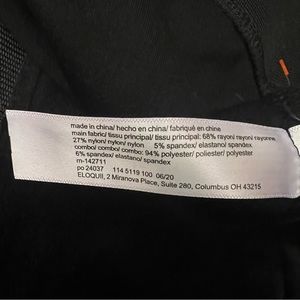 made in china/ hecho en china/ fabriqué en chine
main fabric/ tissu principal/ tissu principal: 68% rayon/ rayon/ rayonne
27% nylon/ nylon/ nylon 5% spandex/ elastano/ spandex
combo/ combo/ combo: 94% polyester/ poliester/ polyester
6% spandex/ elastano/ spandex
m-142711
po 24037 114 5119 100 06/20
ELOQUII, 2 Miranova Place, Suite 280, Columbus OH 43215